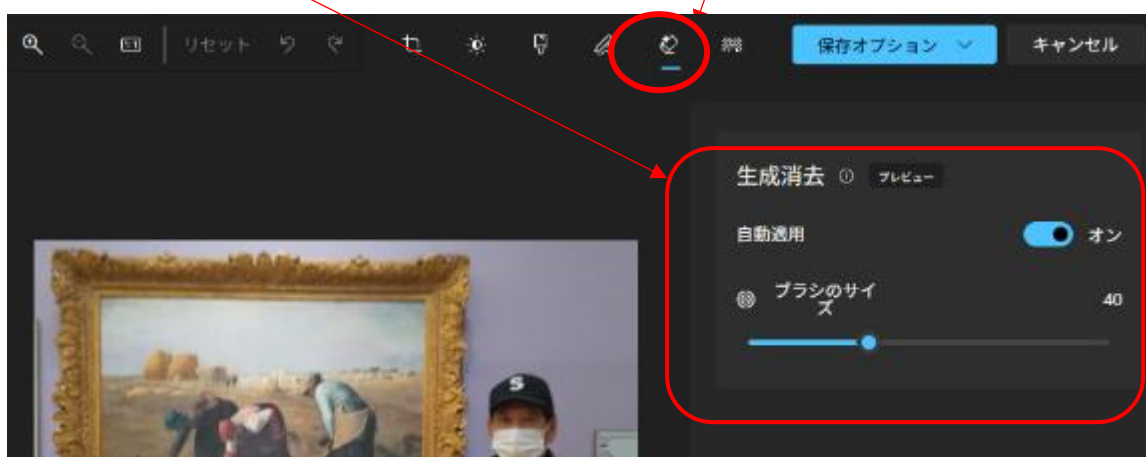 リセット
保存オプション
キャンセル
生成消去 プレビュー
自動適用 オン
ブラシのサイ
ズ
40
S